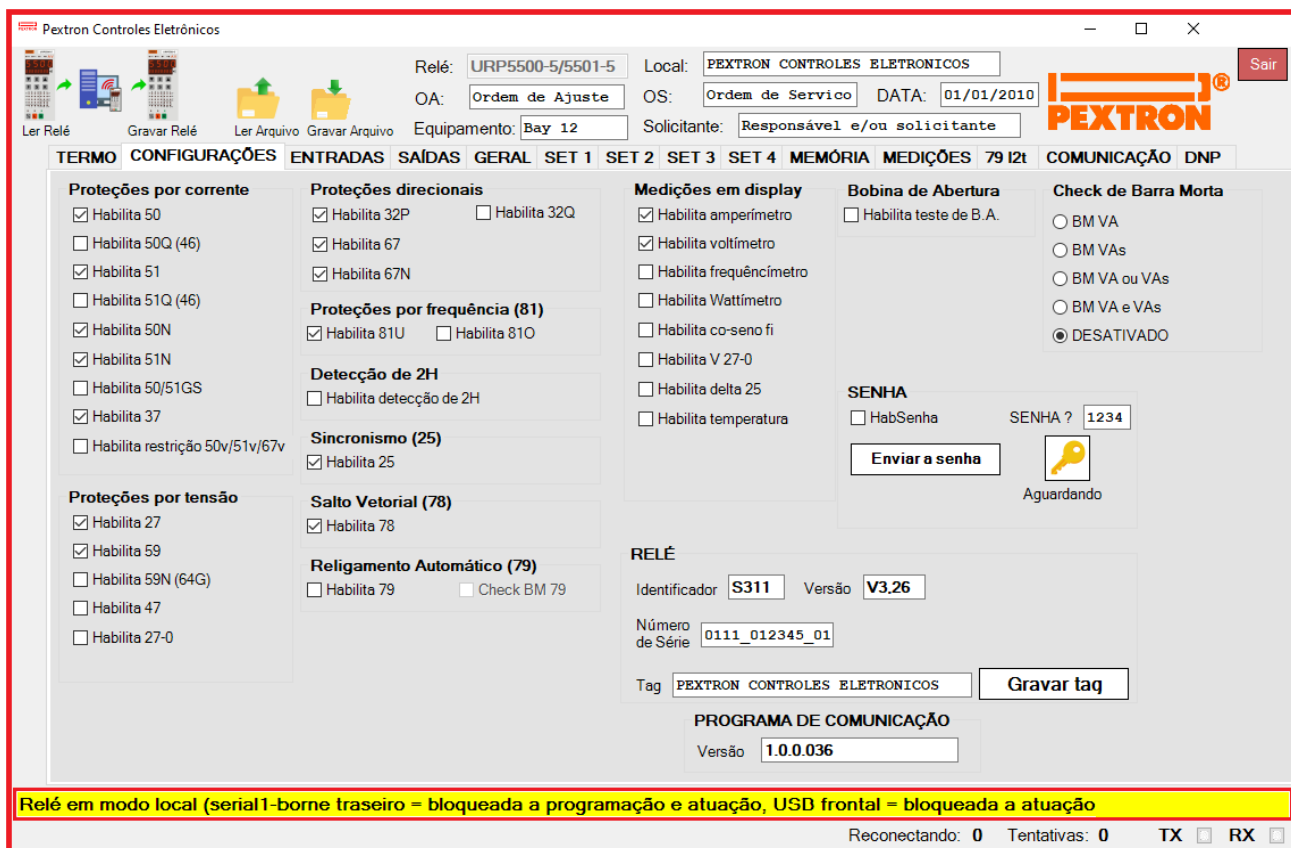 Pextron Controles Eletrônicos
Relé: URP5500-5/5501-5 Local: PEXTRON CONTROLES ELETRONICOS Sair
OA: Ordem de Ajuste OS: Ordem de Servico DATA: 01/01/2010
Ler Relé Gravar Relé Ler Arquivo Gravar Arquivo Equipamento: Bay 12 Solicitante: Responsável e/ou solicitante PEXTRON®
TERMO CONFIGURAÇÕES ENTRADAS SAÍDAS GERAL SET 1 SET 2 SET 3 SET 4 MEMÓRIA MEDIÇÕES 79 I2t COMUNICAÇÃO DNP
Proteções por corrente
Habilita 50
Habilita 50Q (46)
Habilita 51
Habilita 51Q (46)
Habilita 50N
Habilita 51N
Habilita 50/51GS
Habilita 37
Habilita restrição 50v/51v/67v
Proteções por tensão
Habilita 27
Habilita 59
Habilita 59N (64G)
Habilita 47
Habilita 27-0
Proteções direcionais
Habilita 32P Habilita 32Q
Habilita 67
Habilita 67N
Proteções por frequência (81)
Habilita 81U Habilita 81O
Detecção de 2H
Habilita detecção de 2H
Sincronismo (25)
Habilita 25
Salto Vetorial (78)
Habilita 78
Religamento Automático (79)
Habilita 79 Check BM 79
Medições em display
Habilita amperímetro
Habilita voltímetro
Habilita frequêncímetro
Habilita Wattímetro
Habilita co-seno fi
Habilita V 27-0
Habilita delta 25
Habilita temperatura
Bobina de Abertura
Habilita teste de B.A.
Check de Barra Morta
BM VA
BM VAs
BM VA ou VAs
BM VA e VAs
DESATIVADO
SENHA
HabSenha SENHA ? 1234
Enviar a senha
Aguardando
RELÉ
Identificador S311 Versão V3,26
Número
de Série 0111_012345_01
Tag PEXTRON CONTROLES ELETRONICOS Gravar tag
PROGRAMA DE COMUNICAÇÃO
Versão 1.0.0.036
Relé em modo local (serial1-borne traseiro = bloqueada a programação e atuação, USB frontal = bloqueada a atuação
Reconectando: 0 Tentativas: 0 TX RX